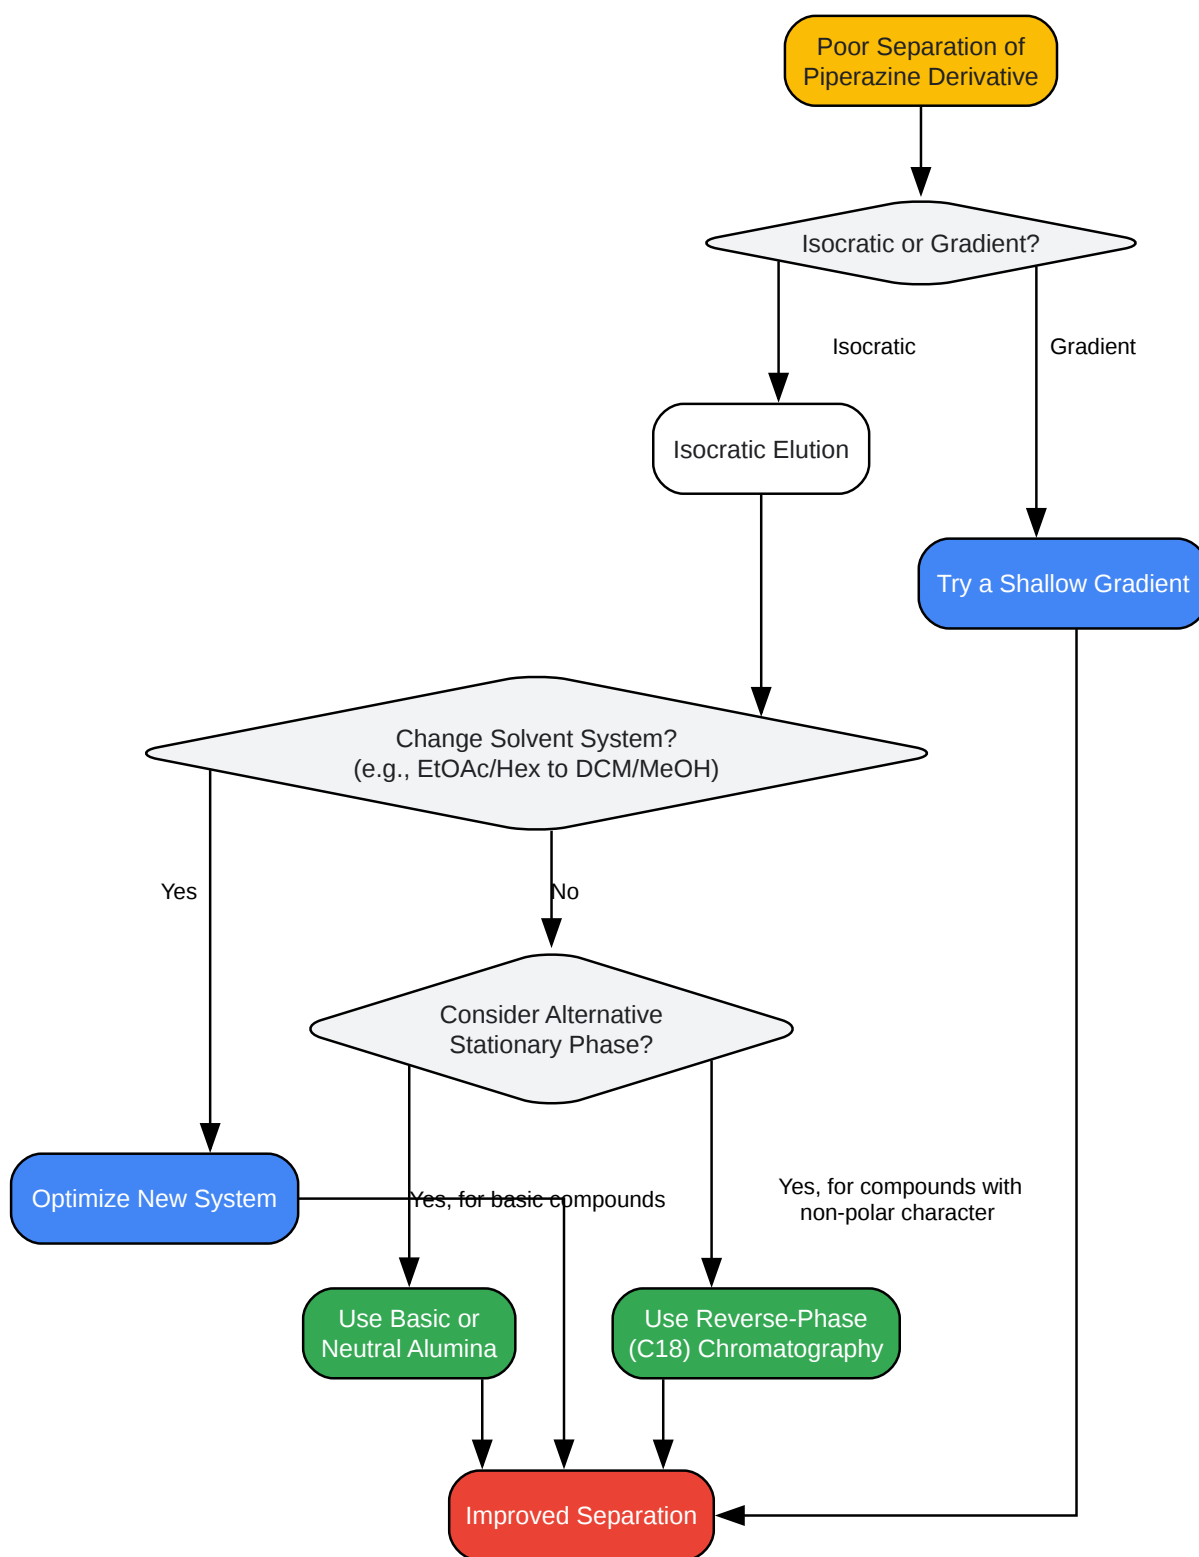 Poor Separation of
Piperazine Derivative
Isocratic or Gradient?
Isocratic
Gradient
Isocratic Elution
Try a Shallow Gradient
Change Solvent System?
(e.g., EtOAc/Hex to DCM/MeOH)
Yes
No
Consider Alternative
Stationary Phase?
Optimize New System
Yes, for basic compounds
Yes, for compounds with
non-polar character
Use Basic or
Neutral Alumina
Use Reverse-Phase
(C18) Chromatography
Improved Separation